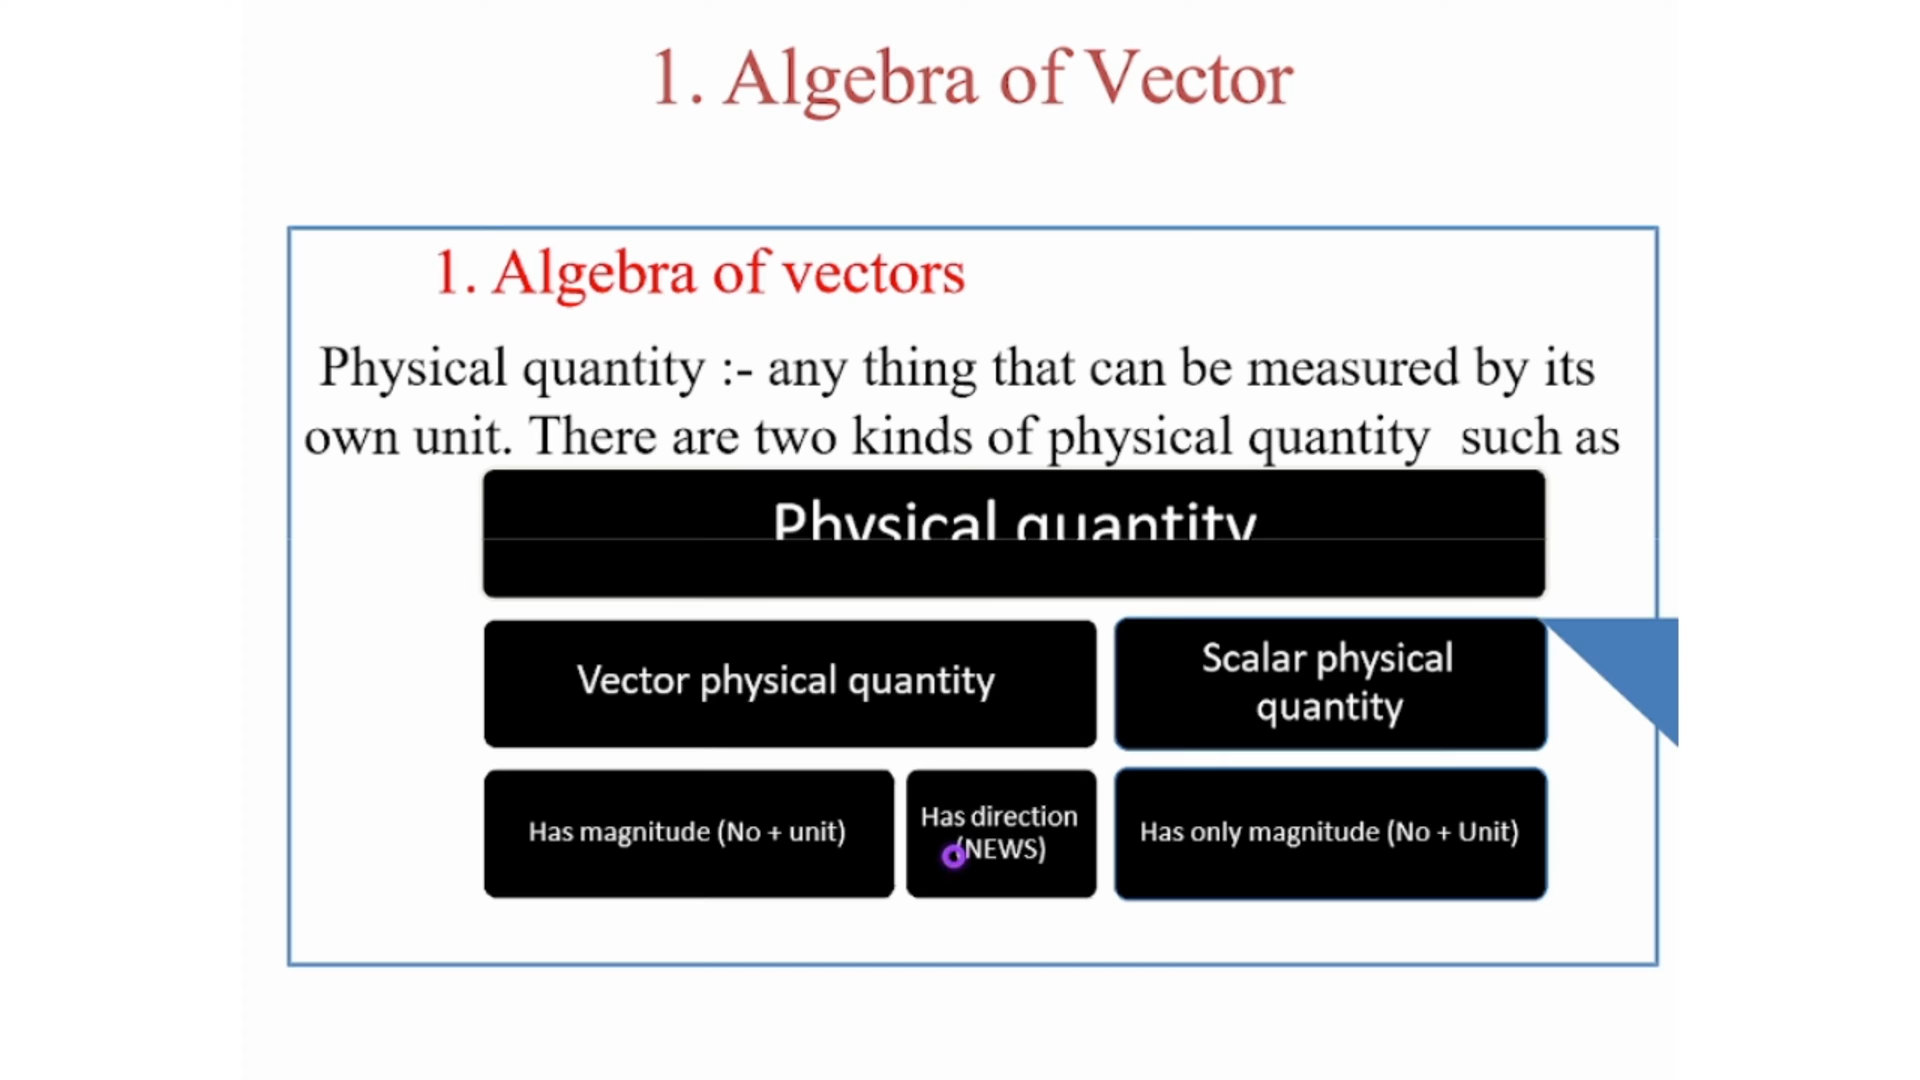 1. Algebra of Vector
1. Algebra of vectors
Physical quantity :- any thing that can be measured by its
own unit. There are two kinds of physical quantity such as
Physical quantity
Vector physical quantity
Scalar physical
quantity
Has magnitude (No + unit)
Has direction
(NEWS)
Has only magnitude (No + Unit)